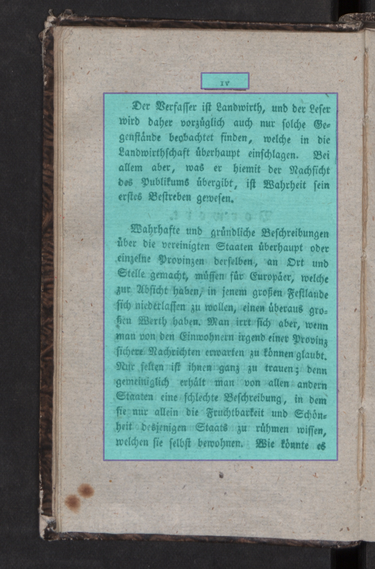 IV
Der Verfasser ist Landwirth, und der Leser
wird daher vorzüglich auch nur solche Ge-
genstände beobachtet finden, welche in die
Landwirthschaft überhaupt einschlagen. Bei
allem aber, was er hiemit der Nachsicht
des Publikums übergibt, ist Wahrheit sein
erstes Bestreben gewesen.
Wahrhafte und gründliche Beschreibungen
über die vereinigten Staaten überhaupt oder
einzelne Provinzen derselben, an Ort und
Stelle gemacht, müssen für Europäer, welche
zur Absicht haben, in jenem großen Festlande
sich niederlassen zu wollen, einen überaus gro-
ßen Werth haben. Man irrt sich aber, wenn
man von den Einwohnern irgend einer Provinz
sichere Nachrichten erwarten zu können glaubt.
Nur selten ist ihnen ganz zu trauen; denn
gemeiniglich erhält man von allen andern
Staaten eine schlechte Beschreibung, in dem
sie nur allein die Fruchtbarkeit und Schön-
heit desjenigen Staats zu rühmen wissen,
welchen sie selbst bewohnen. Wie könnte es